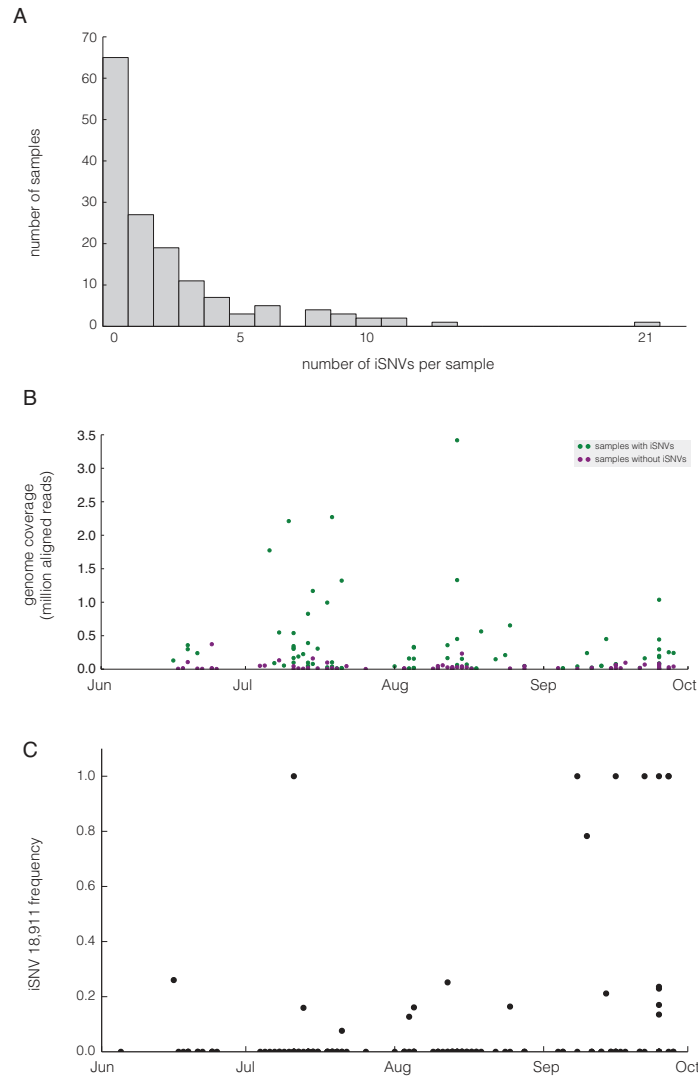 A
70
60
50
40
30
20
10
0
number of samples
0 5 10 21
number of iSNVs per sample
B
3.5
3.0
2.5
2.0
1.5
1.0
0.5
0.0
genome coverage
(million aligned reads)
samples with iSNVs
samples without iSNVs
Jun Jul Aug Sep Oct
C
1.0
0.8
0.6
0.4
0.2
0.0
iSNV 18,911 frequency
Jun Jul Aug Sep Oct